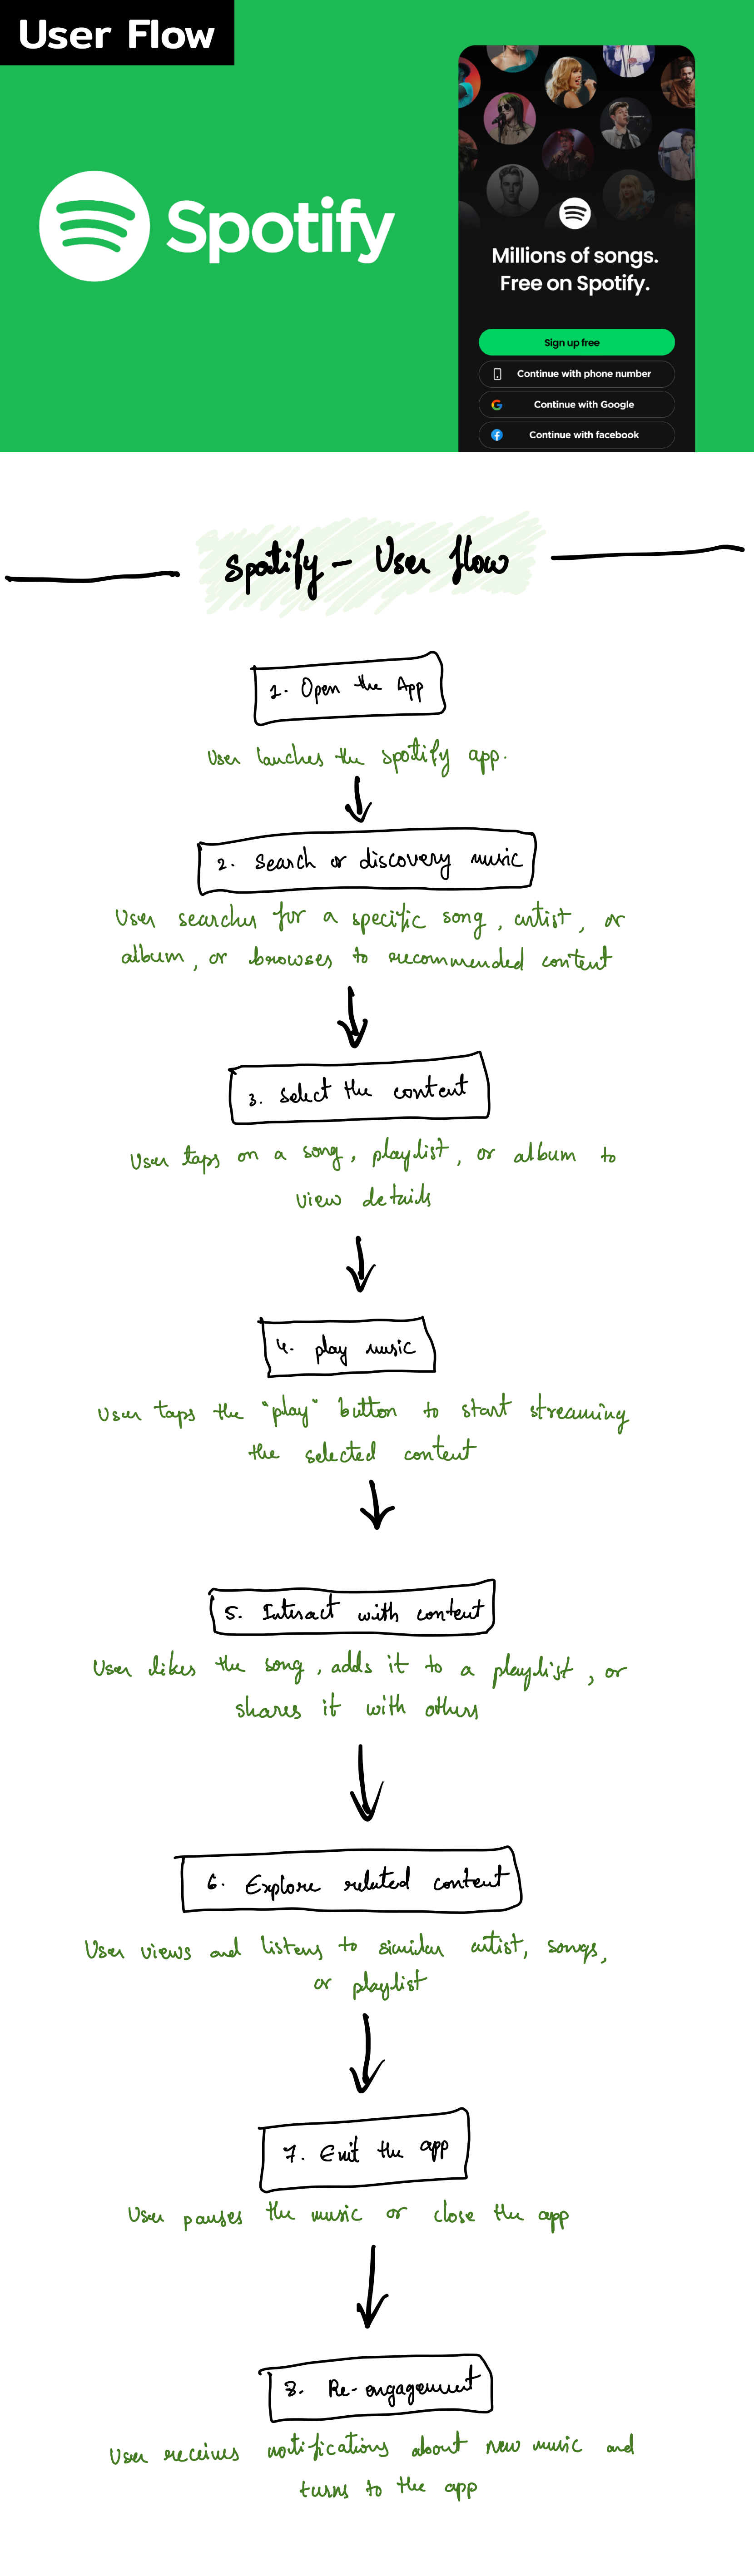 User Flow
Spotify
Millions of songs.
Free on Spotify.
Sign up free
Continue with phone number
Continue with Google
Continue with facebook
Spotify - User flow
1. Open the App
User lanches the spotify app.
2. Search or discovery music
User searches for a specific song, artist, or
album, or browses to recommended content
3. Select the content
User taps on a song, playlist, or album to
view details
4. play music
User taps the "play" button to start streaming
the selected content
5. Interact with content
User likes the song, adds it to a playlist, or
shares it with others
6. Explore related content
User views and listens to similar artist, songs,
or playlist
7. Exit the app
User pauses the music or close the app
8. Re-engagement
User receives notifications about new music and
turns to the app